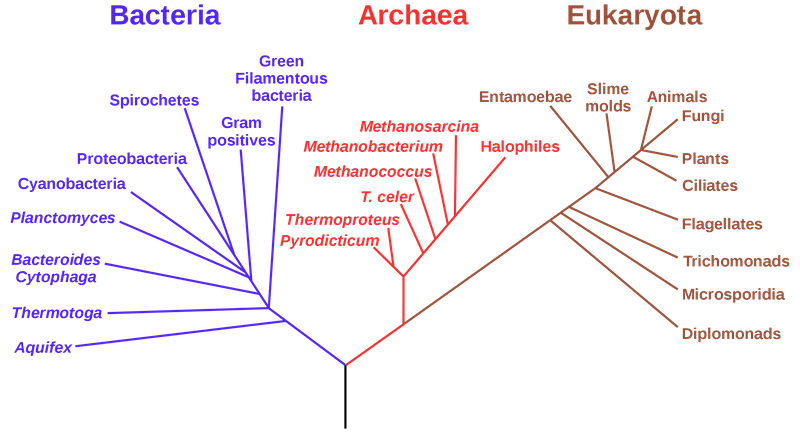 Bacteria
Archaea
Eukaryota
Green
Filamentous
bacteria
Spirochetes
Gram
positives
Proteobacteria
Cyanobacteria
Planctomyces
Bacteroides
Cytophaga
Thermotoga
Aquifex
Methanosarcina
Methanobacterium
Halophiles
Methanococcus
T. celer
Thermoproteus
Pyrodicticum
Entamoebae
Slime
molds
Animals
Fungi
Plants
Ciliates
Flagellates
Trichomonads
Microsporidia
Diplomonads